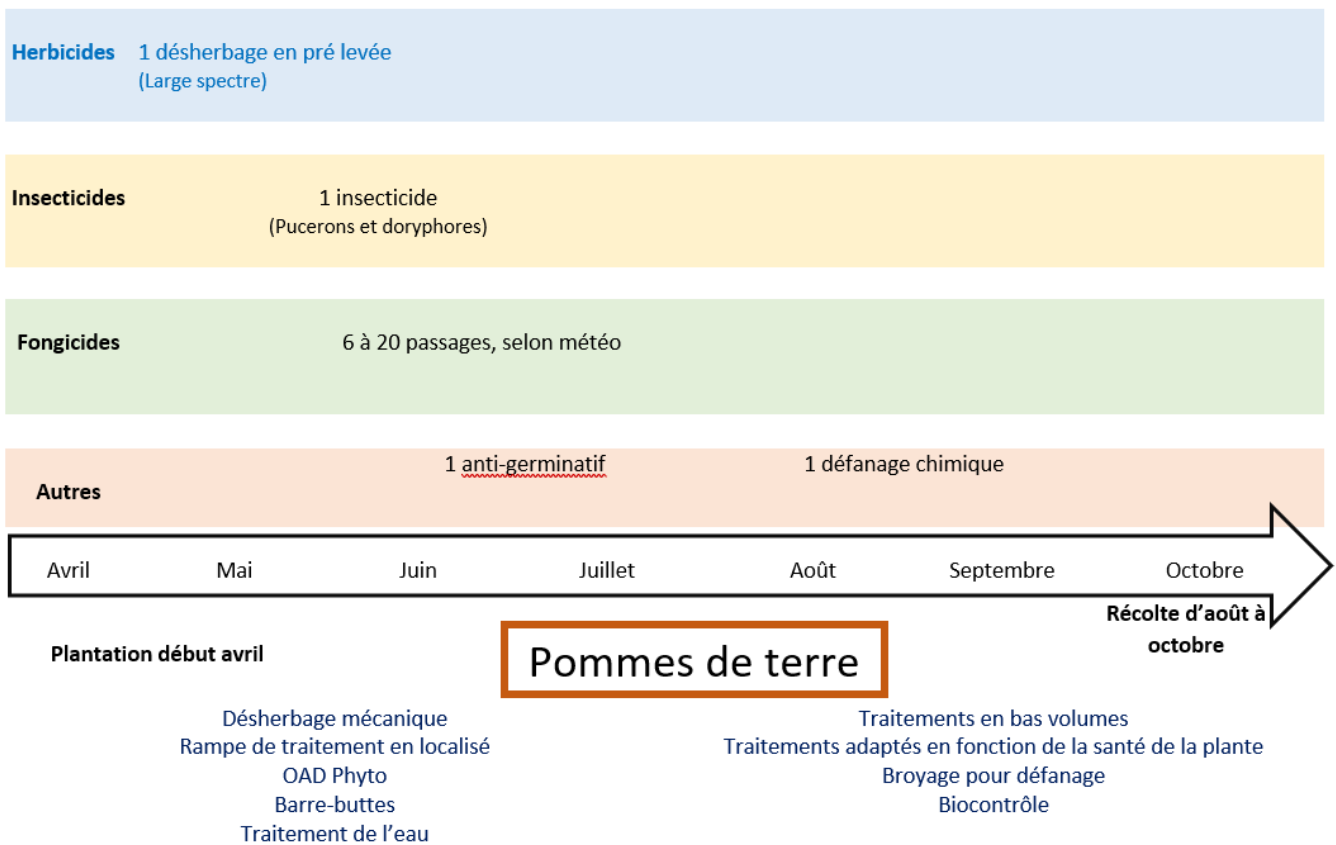 Herbicides 1 désherbage en pré levée
(Large spectre)
Insecticides 1 insecticide
(Pucerons et doryphores)
Fongicides 6 à 20 passages, selon météo
1 anti-germinatif 1 défanage chimique
Autres
Avril Mai Juin Juillet Août Septembre Octobre
Récolte d'août à
octobre
Plantation début avril
Pommes de terre
Désherbage mécanique
Rampe de traitement en localisé
OAD Phyto
Barre-buttes
Traitement de l'eau
Traitements en bas volumes
Traitements adaptés en fonction de la santé de la plante
Broyage pour défanage
Biocontrôle